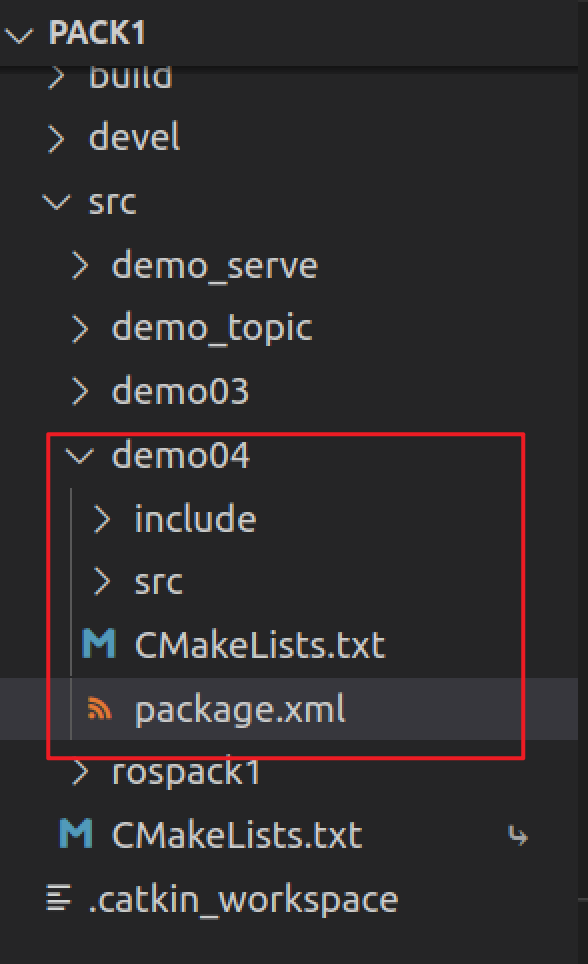 PACK1
build
devel
src
demo_serve
demo_topic
demo03
demo04
include
src
CMakeLists.txt
package.xml
rospack1
CMakeLists.txt
.catkin_workspace